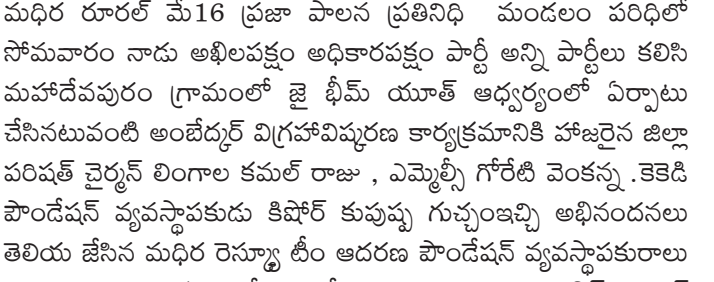 మధిర రూరల్ మే16 ప్రజా పాలన ప్రతినిధి మండలం పరిధిలో
సోమవారం నాడు అఖిలపక్షం అధికారపక్షం పార్టీ అన్ని పార్టీలు కలిసి
మహాదేవపురం గ్రామంలో జై భీమ్ యూత్ ఆధ్వర్యంలో ఏర్పాటు
చేసినటువంటి అంబేద్కర్ విగ్రహావిష్కరణ కార్యక్రమానికి హాజరైన జిల్లా
పరిషత్ చైర్మన్ లింగాల కమల్ రాజు , ఎమ్మెల్సీ గోరేటి వెంకన్న .కెకెడి
పౌండేషన్ వ్యవస్థాపకుడు కిషోర్ కుపుష్ప గుచ్చంఇచ్చి అభినందనలు
తెలియ జేసిన మధిర రెస్క్యూ టీం ఆదరణ పౌండేషన్ వ్యవస్థాపకురాలు